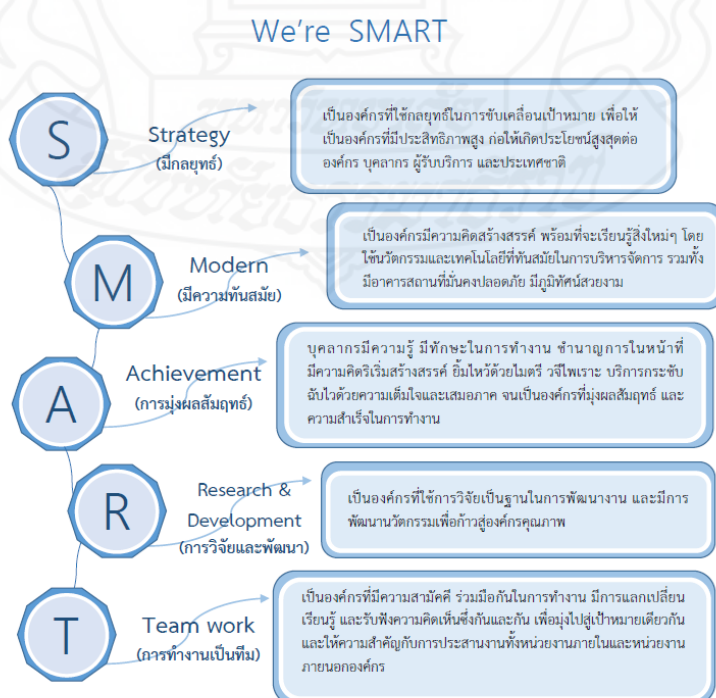 We're SMART
S
Strategy
(มีกลยุทธ์)
เป็นองค์กรที่ใช้กลยุทธ์ในการขับเคลื่อนเป้าหมาย เพื่อให้
เป็นองค์กรที่มีประสิทธิภาพสูง ก่อให้เกิดประโยชน์สูงสุดต่อ
องค์กร บุคลากร ผู้รับบริการ และประเทศชาติ
M
Modern
(มีความทันสมัย)
เป็นองค์กรมีความคิดสร้างสรรค์ พร้อมที่จะเรียนรู้สิ่งใหม่ๆ โดย
ใช้นวัตกรรมและเทคโนโลยีที่ทันสมัยในการบริหารจัดการ รวมทั้ง
มีอาคารสถานที่มั่นคงปลอดภัย มีภูมิทัศน์สวยงาม
A
Achievement
(การมุ่งผลสัมฤทธ์)
บุคลากรมีความรู้ มีทักษะในการทำงาน ชำนาญการในหน้าที่
มีความคิดริเริ่มสร้างสรรค์ ยิ้มไหว้ด้วยไมตรี วจีไพเราะ บริการกระชับ
ฉับไวด้วยความเต็มใจและเสมอภาค จนเป็นองค์กรที่มุ่งผลสัมฤทธ์ และ
ความสำเร็จในการทำงาน
R
Research &
Development
(การวิจัยและพัฒนา)
เป็นองค์กรที่ใช้การวิจัยเป็นฐานในการพัฒนางาน และมีการ
พัฒนานวัตกรรมเพื่อก้าวสู่องค์กรคุณภาพ
T
Team work
(การทำงานเป็นทีม)
เป็นองค์กรที่มีความสามัคคี ร่วมมือกันในการทำงาน มีการแลกเปลี่ยน
เรียนรู้ และรับฟังความคิดเห็นซึ่งกันและกัน เพื่อมุ่งไปสู่เป้าหมายเดียวกัน
และให้ความสำคัญกับการประสานงานทั้งหน่วยงานภายในและหน่วยงาน
ภายนอกองค์กร